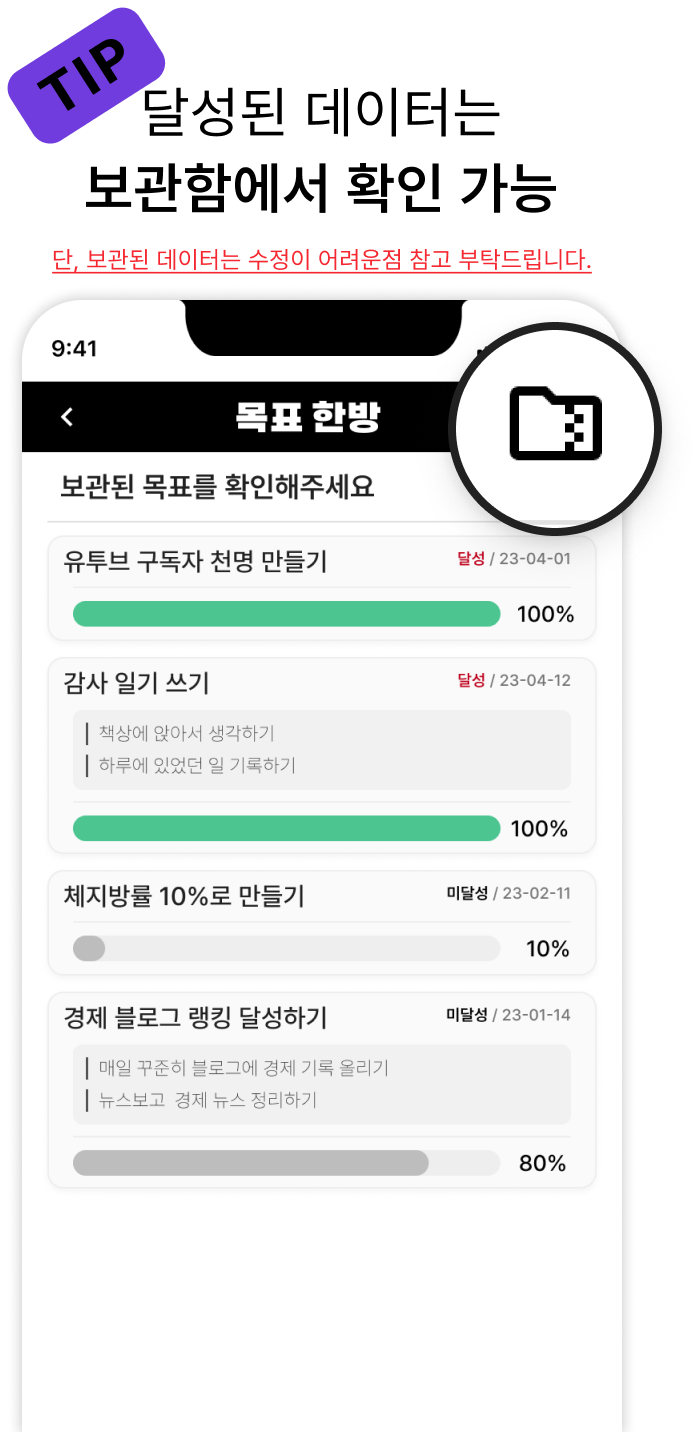 TIP
달성된 데이터는
보관함에서 확인 가능
단, 보관된 데이터는 수정이 어려운점 참고 부탁드립니다.
9:41
목표 한방
보관된 목표를 확인해주세요
유투브 구독자 천명 만들기
달성 / 23-04-01
100%
감사 일기 쓰기
달성 / 23-04-12
책상에 앉아서 생각하기
하루에 있었던 일 기록하기
100%
체지방률 10%로 만들기
미달성 / 23-02-11
10%
경제 블로그 랭킹 달성하기
미달성 / 23-01-14
매일 꾸준히 블로그에 경제 기록 올리기
뉴스보고 경제 뉴스 정리하기
80%